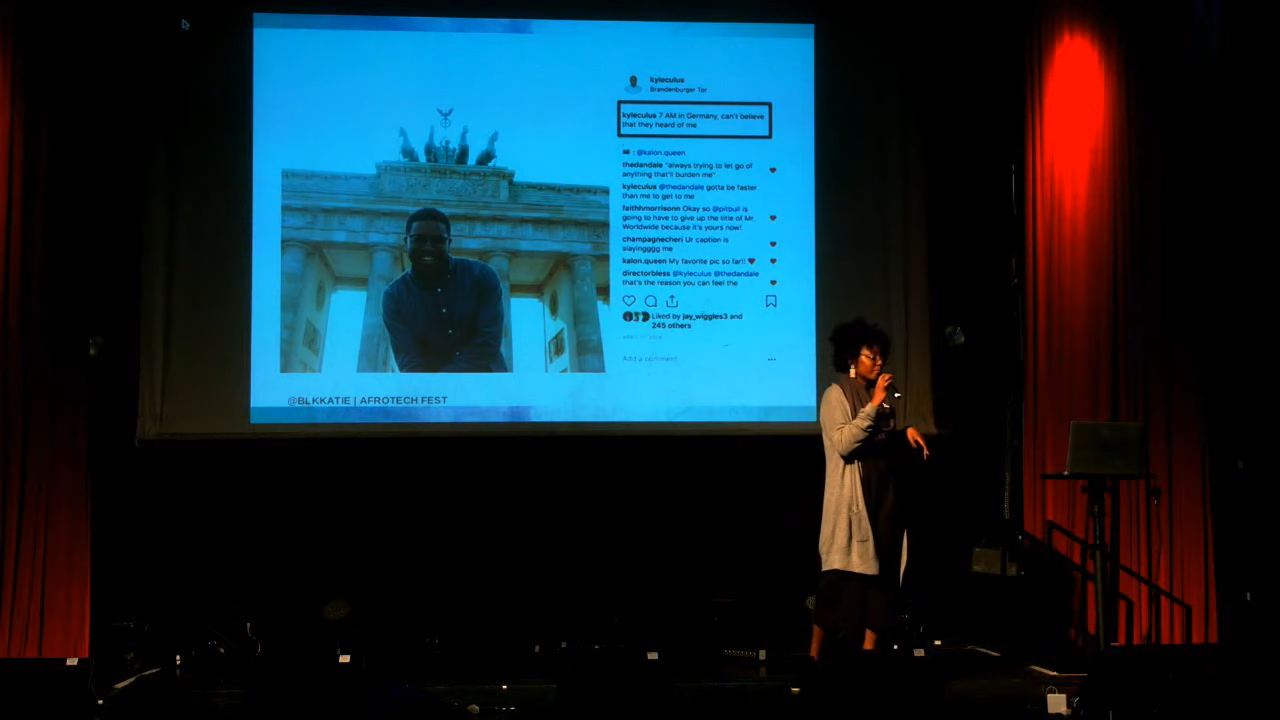 kyleculus
Brandenburger Tor
kyleculus 7 AM in Germany, can't believe
that they heard of me
: @kalon.queen
thedandale "always trying to let go of
anything that'll burden me"
kyleculus @thedandale gotta be faster
than me to get to me
faithhmorrisonn Okay so @pitbull is
going to have to give up the title of Mr.
Worldwide because it's yours now!
champagnecheri Ur caption is
slayingggg me
kalon.queen My favorite pic so far!!
directorbless @kyleculus @thedandale
that's the reason you can feel the
Liked by jay_wiggles3 and
245 others
Add a comment
@BLKKATIE | AFROTECH FEST